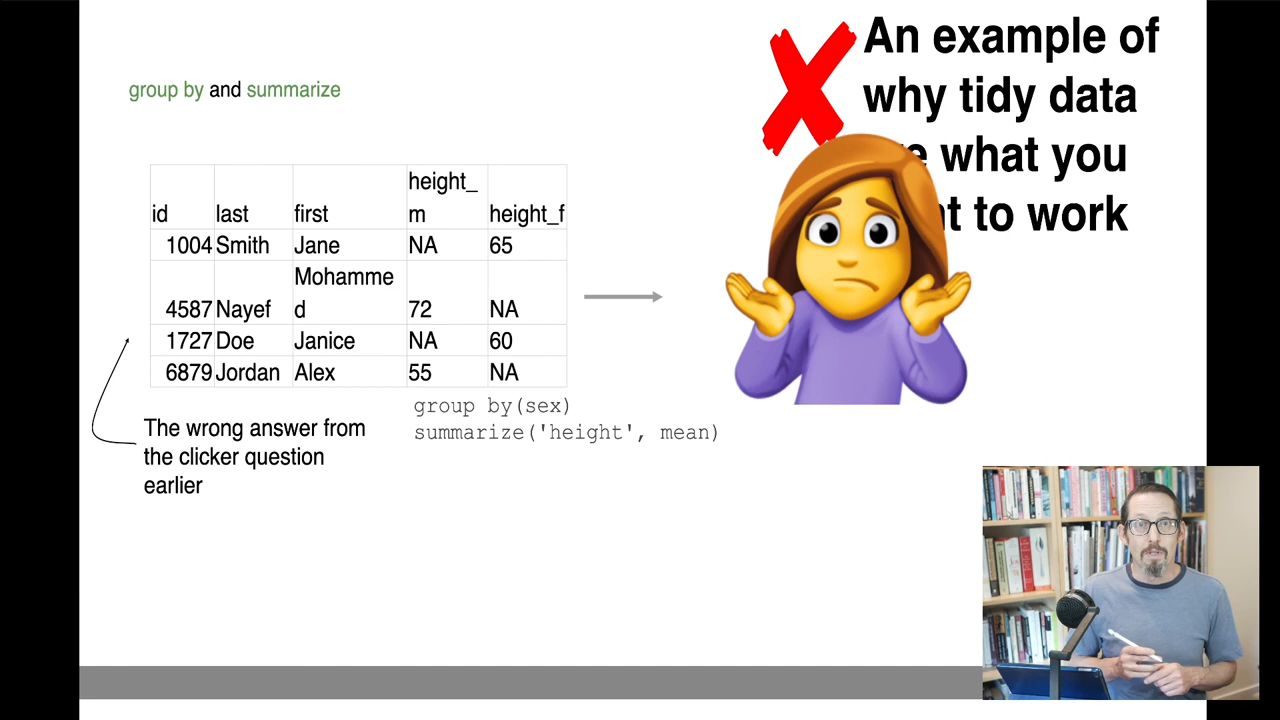 An example of
why tidy data
what you
to work
group by and summarize
height_
id last first m height_f
1004 Smith Jane NA 65
Mohamme
4587 Nayef d 72 NA
1727 Doe Janice NA 60
6879 Jordan Alex 55 NA
group by(sex)
summarize('height', mean)
The wrong answer from
the clicker question
earlier